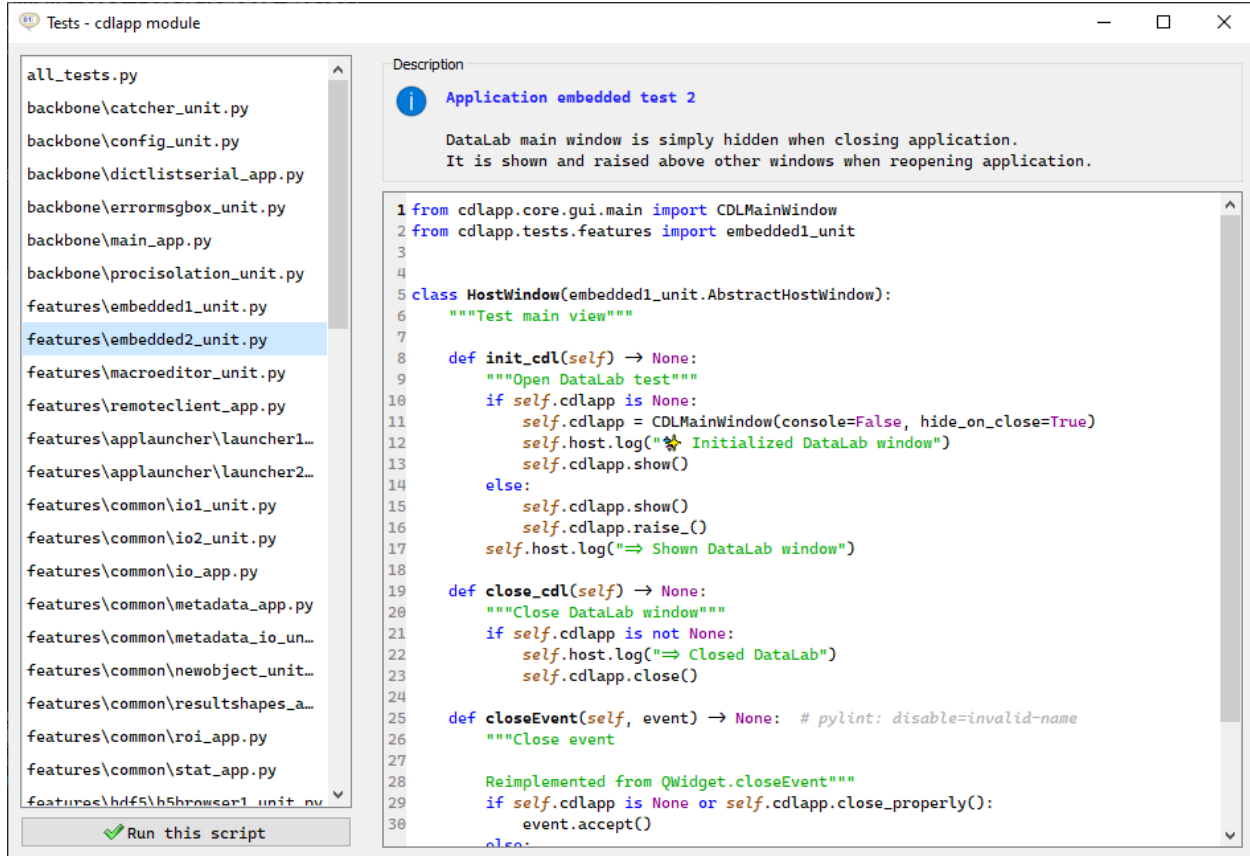 Tests - cdlapp module
all_tests.py
backbone\catcher_unit.py
backbone\config_unit.py
backbone\dictlistserial_app.py
backbone\errormsgbox_unit.py
backbone\main_app.py
backbone\procisolation_unit.py
features\embedded1_unit.py
features\embedded2_unit.py
features\macroeditor_unit.py
features\remoteclient_app.py
features\applauncher\launcher1…
features\applauncher\launcher2…
features\common\io1_unit.py
features\common\io2_unit.py
features\common\io_app.py
features\common\metadata_app.py
features\common\metadata_io_un…
features\common\newobject_unit…
features\common\resultshapes_a…
features\common\roi_app.py
features\common\stat_app.py
features\hdf5\h5browser1_unit.py
Run this script
Description
Application embedded test 2
DataLab main window is simply hidden when closing application.
It is shown and raised above other windows when reopening application.
1 from cdlapp.core.gui.main import CDLMainWindow
2 from cdlapp.tests.features import embedded1_unit
3
4
5 class HostWindow(embedded1_unit.AbstractHostWindow):
6     """Test main view"""
7
8     def init_cdl(self) → None:
9         """Open DataLab test"""
10         if self.cdlapp is None:
11             self.cdlapp = CDLMainWindow(console=False, hide_on_close=True)
12             self.host.log("✨ Initialized DataLab window")
13             self.cdlapp.show()
14         else:
15             self.cdlapp.show()
16             self.cdlapp.raise_()
17         self.host.log("⇒ Shown DataLab window")
18
19     def close_cdl(self) → None:
20         """Close DataLab window"""
21         if self.cdlapp is not None:
22             self.host.log("⇒ Closed DataLab")
23             self.cdlapp.close()
24
25     def closeEvent(self, event) → None:  # pylint: disable=invalid-name
26         """Close event
27
28         Reimplemented from QWidget.closeEvent"""
29         if self.cdlapp is None or self.cdlapp.close_properly():
30             event.accept()
else: